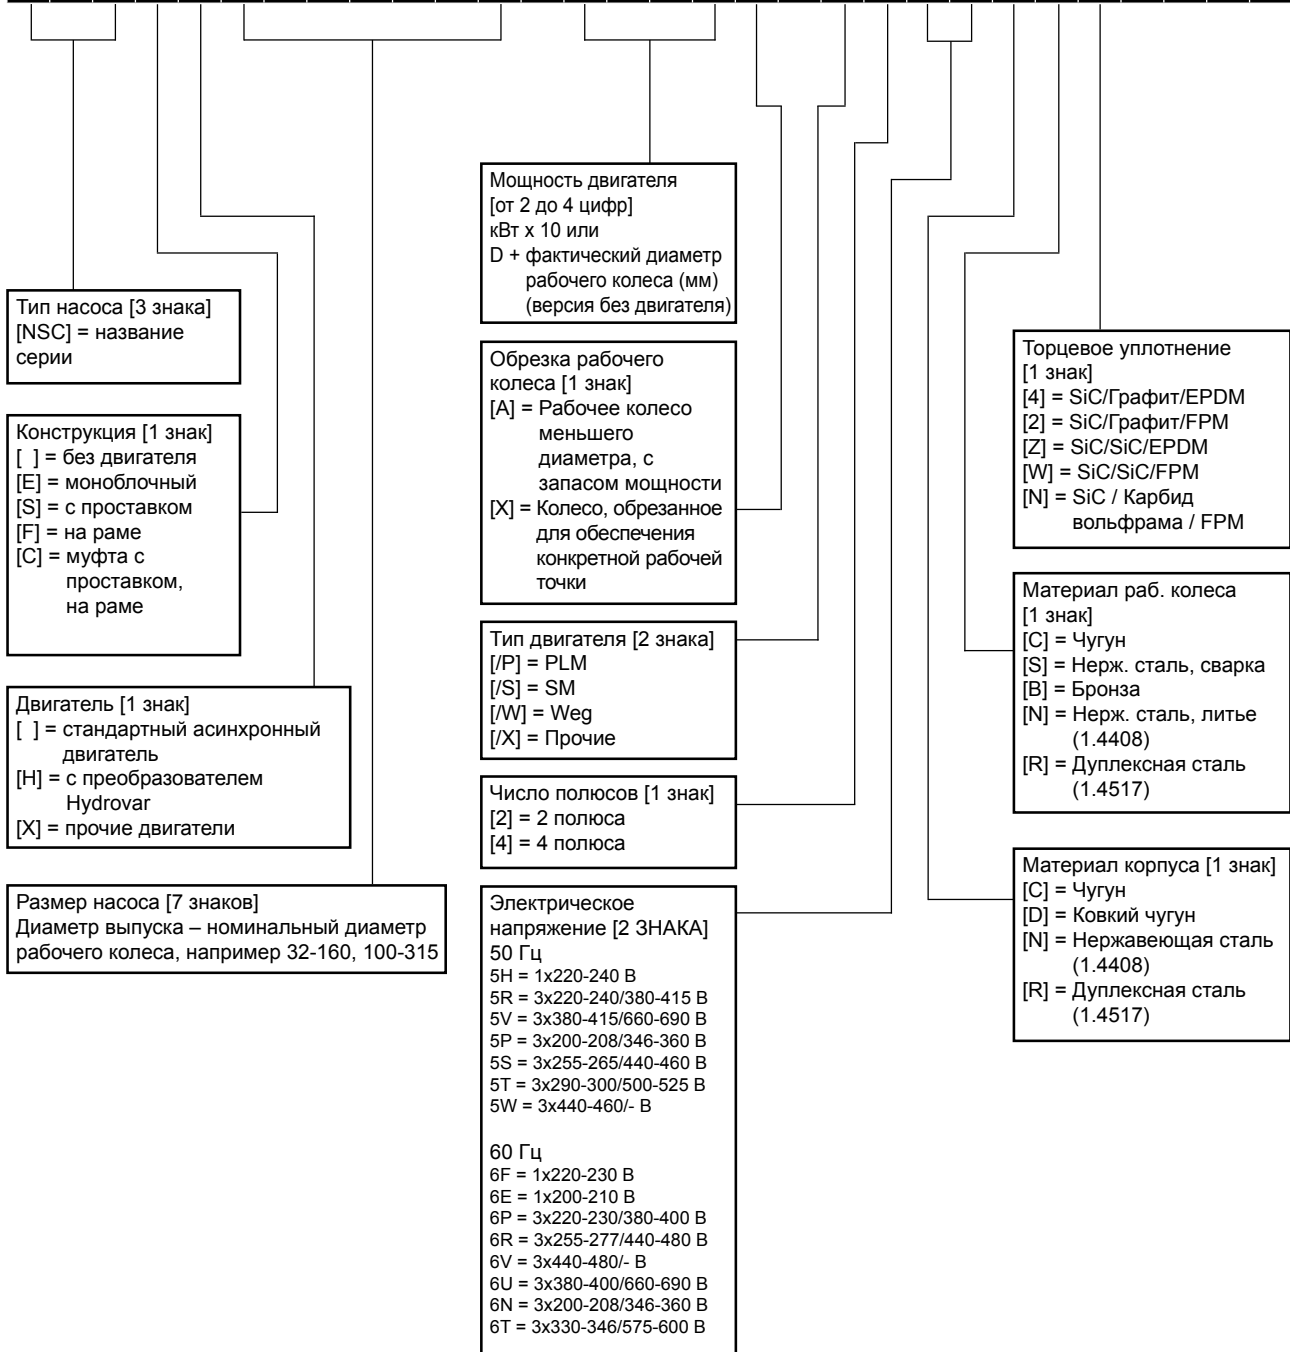 Тип насоса [3 знака]
[NSC] = название
серии
Конструкция [1 знак]
[ ] = без двигателя
[E] = моноблочный
[S] = с проставком
[F] = на раме
[C] = муфта с
проставком,
на раме
Двигатель [1 знак]
[ ] = стандартный асинхронный
двигатель
[H] = с преобразователем
Hydrovar
[X] = прочие двигатели
Размер насоса [7 знаков]
Диаметр выпуска – номинальный диаметр
рабочего колеса, например 32-160, 100-315
Мощность двигателя
[от 2 до 4 цифр]
кВт x 10 или
D + фактический диаметр
рабочего колеса (мм)
(версия без двигателя)
Обрезка рабочего
колеса [1 знак]
[A] = Рабочее колесо
меньшего
диаметра, с
запасом мощности
[X] = Колесо, обрезанное
для обеспечения
конкретной рабочей
точки
Тип двигателя [2 знака]
[/P] = PLM
[/S] = SM
[/W] = Weg
[/X] = Прочие
Число полюсов [1 знак]
[2] = 2 полюса
[4] = 4 полюса
Электрическое
напряжение [2 ЗНАКА]
50 Гц
5H = 1x220-240 В
5R = 3x220-240/380-415 В
5V = 3x380-415/660-690 В
5P = 3x200-208/346-360 В
5S = 3x255-265/440-460 В
5T = 3x290-300/500-525 В
5W = 3x440-460/- В
60 Гц
6F = 1x220-230 В
6E = 1x200-210 В
6P = 3x220-230/380-400 В
6R = 3x255-277/440-480 В
6V = 3x440-480/- В
6U = 3x380-400/660-690 В
6N = 3x200-208/346-360 В
6T = 3x330-346/575-600 В
Торцевое уплотнение
[1 знак]
[4] = SiC/Графит/EPDM
[2] = SiC/Графит/FPM
[Z] = SiC/SiC/EPDM
[W] = SiC/SiC/FPM
[N] = SiC / Карбид
вольфрама / FPM
Материал раб. колеса
[1 знак]
[C] = Чугун
[S] = Нерж. сталь, сварка
[B] = Бронза
[N] = Нерж. сталь, литье
(1.4408)
[R] = Дуплексная сталь
(1.4517)
Материал корпуса [1 знак]
[C] = Чугун
[D] = Ковкий чугун
[N] = Нержавеющая сталь
(1.4408)
[R] = Дуплексная сталь
(1.4517)